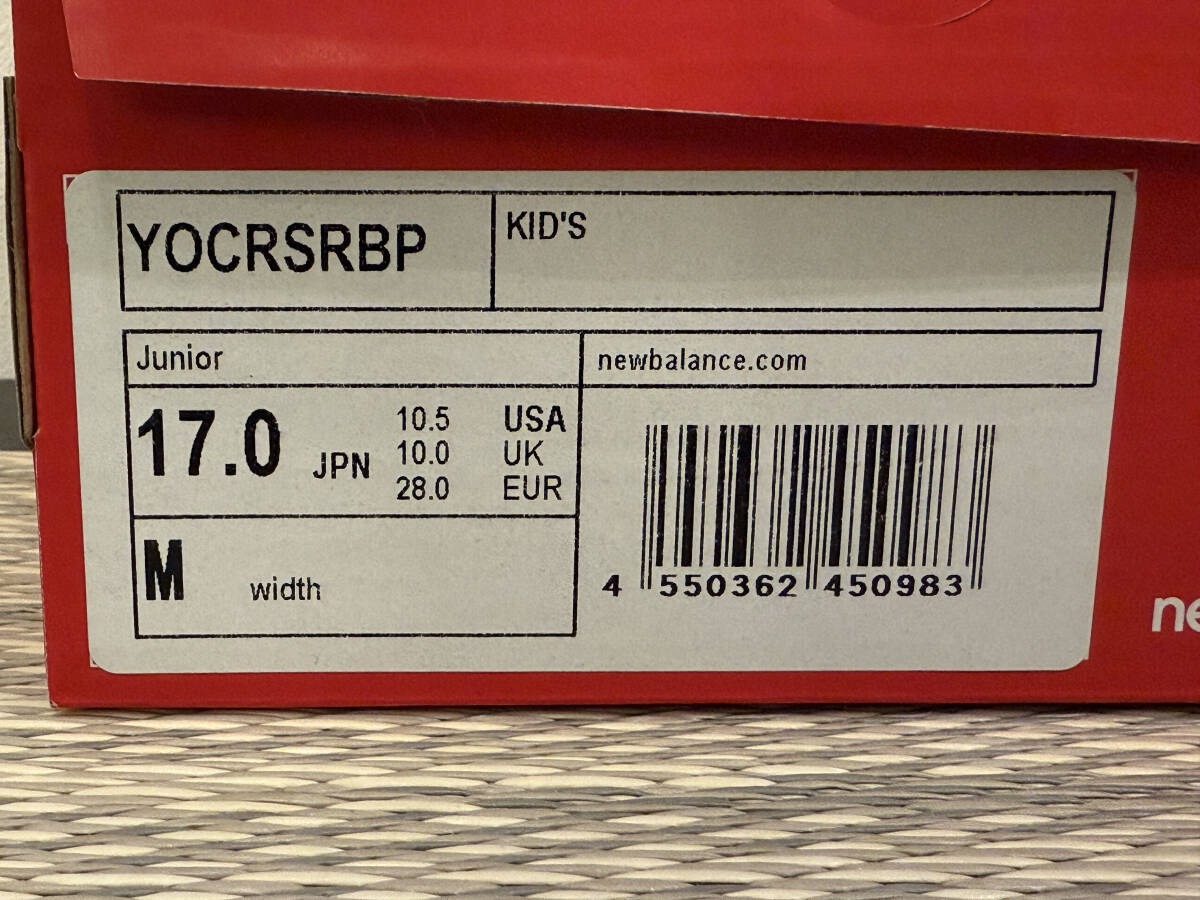 YOCRSRBP
KID'S
Junior
newbalance.com
17.0 JPN
10.5 USA
10.0 UK
28.0 EUR
M width
4 550362 450983
ne